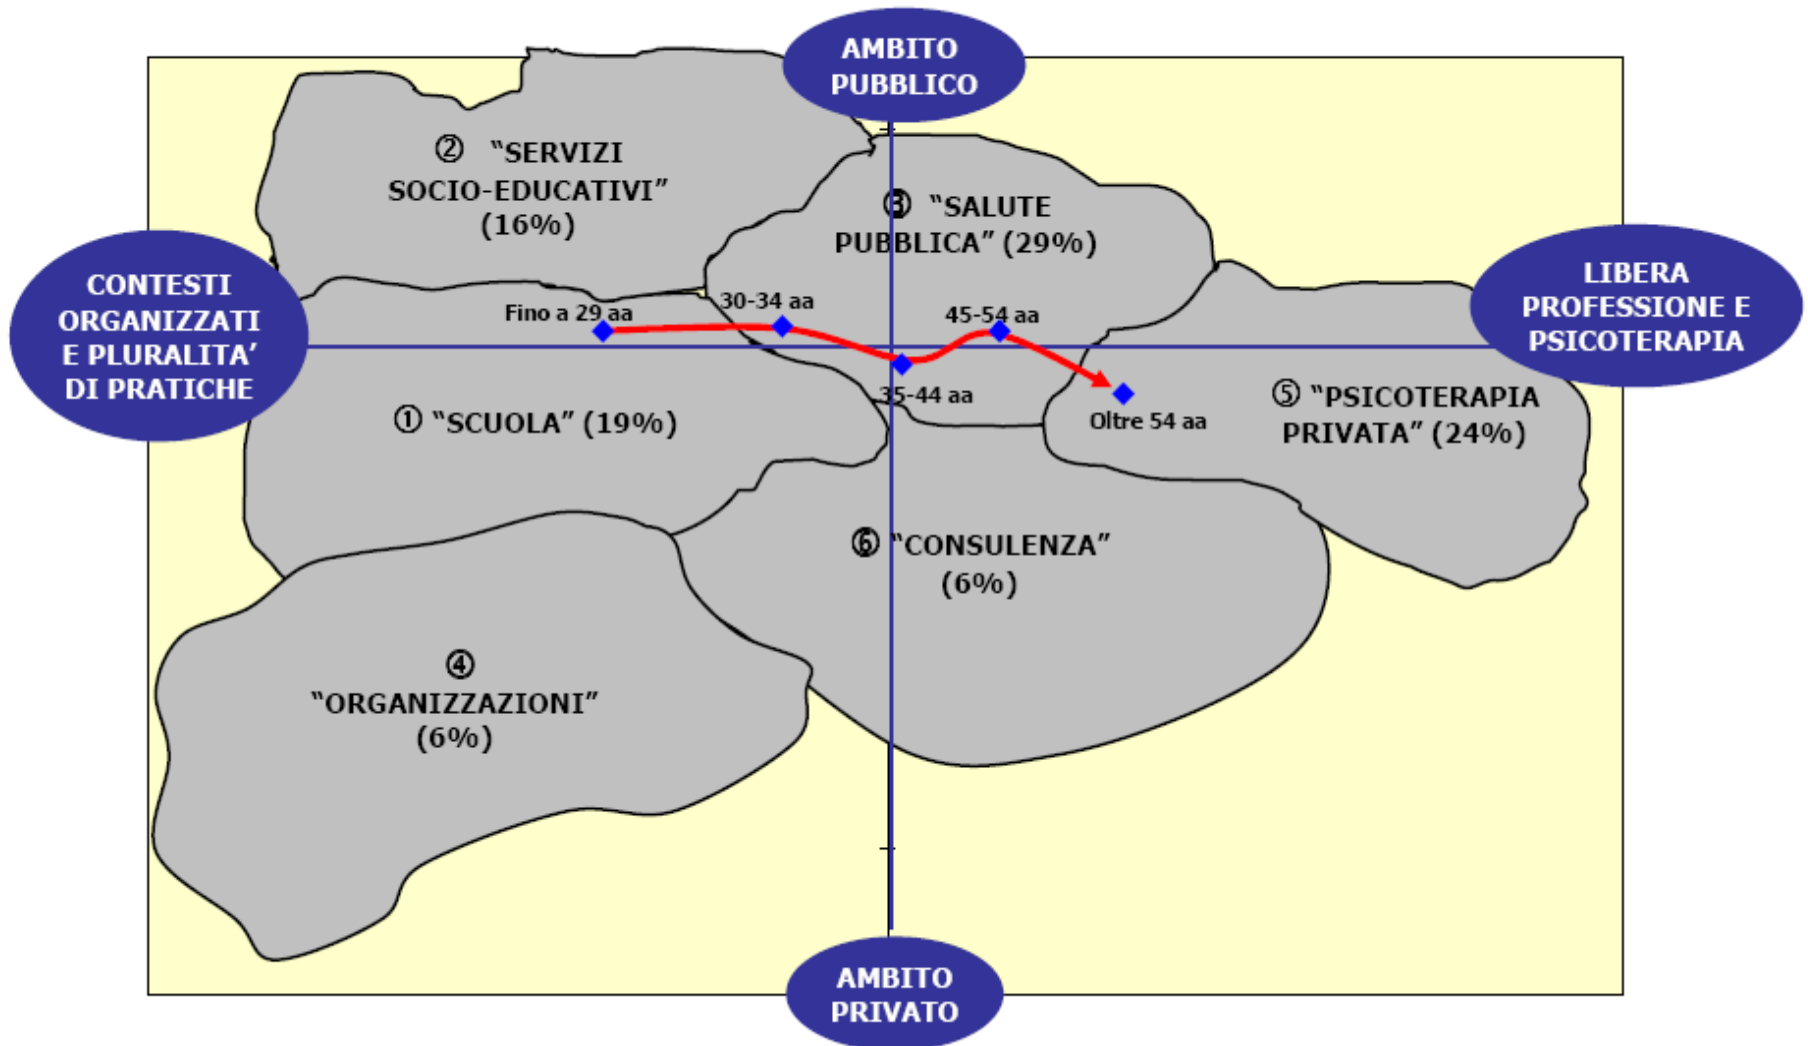 AMBITO
PUBBLICO
② “SERVIZI
SOCIO-EDUCATIVI”
(16%)
③ “SALUTE
PUBBLICA” (29%)
CONTESTI
ORGANIZZATI
E PLURALITA’
DI PRATICHE
LIBERA
PROFESSIONE E
PSICOTERAPIA
Fino a 29 aa
30-34 aa
45-54 aa
35-44 aa
Oltre 54 aa
① “SCUOLA” (19%)
⑤ “PSICOTERAPIA
PRIVATA” (24%)
⑥ “CONSULENZA”
(6%)
④
“ORGANIZZAZIONI”
(6%)
AMBITO
PRIVATO